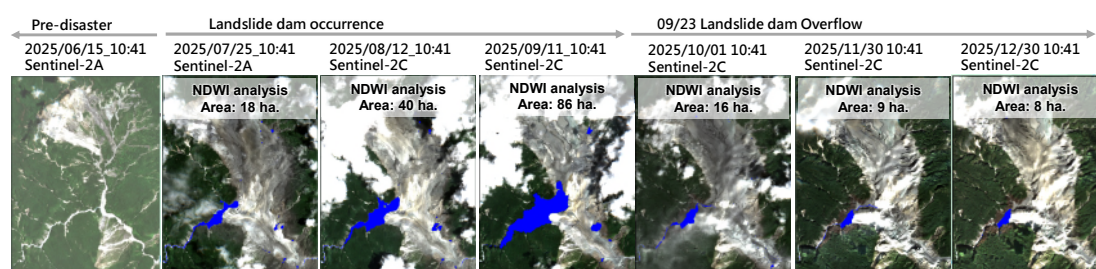 Pre-disaster
Landslide dam occurrence
09/23 Landslide dam Overflow
2025/06/15_10:41
Sentinel-2A
2025/07/25_10:41
Sentinel-2A
2025/08/12_10:41
Sentinel-2C
2025/09/11_10:41
Sentinel-2C
2025/10/01 10:41
Sentinel-2C
2025/11/30 10:41
Sentinel-2C
2025/12/30 10:41
Sentinel-2C
NDWI analysis
Area: 18 ha.
NDWI analysis
Area: 40 ha.
NDWI analysis
Area: 86 ha.
NDWI analysis
Area: 16 ha.
NDWI analysis
Area: 9 ha.
NDWI analysis
Area: 8 ha.